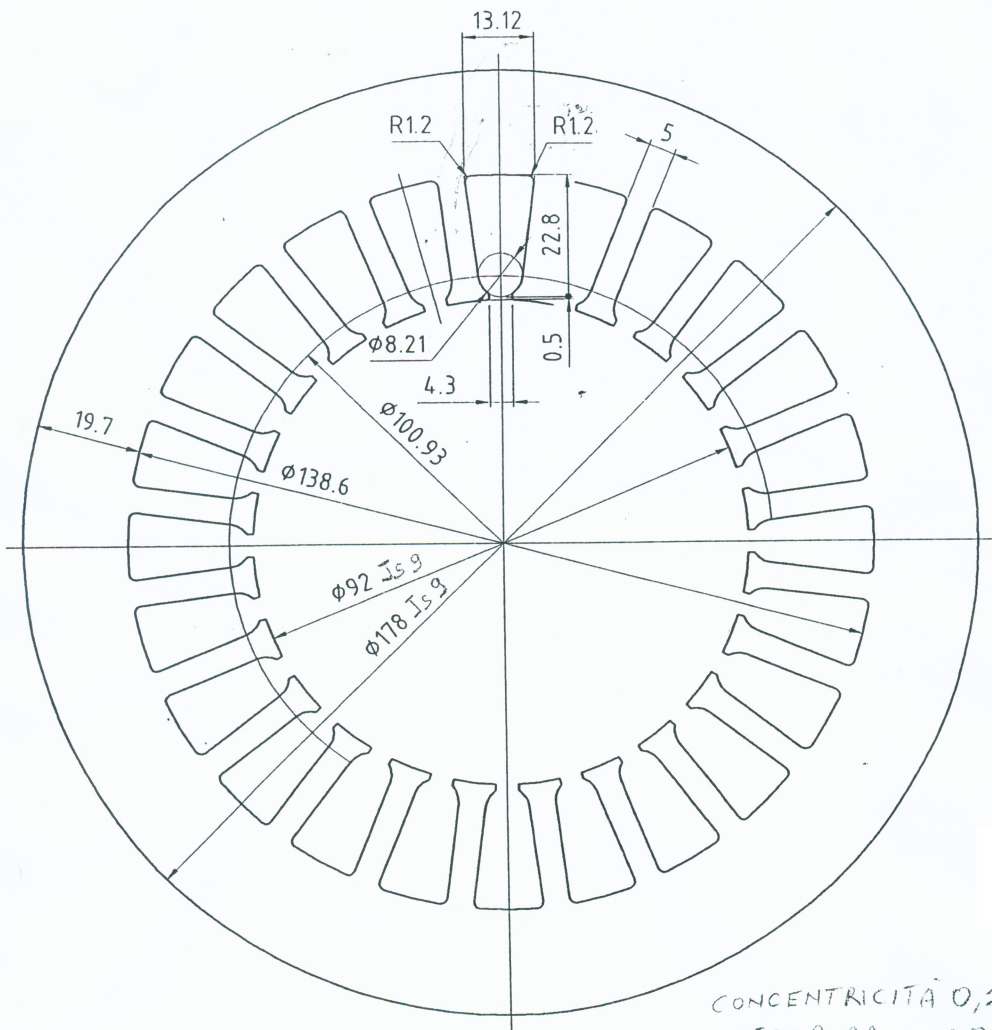 13.12
R1.2
R1.2
5
22.8
Ø8.21
0.5
4.3
Ø100.93
19.7
Ø138.6
Ø92 Js9
Ø178 Js9
CONCENTRICITÀ 0,